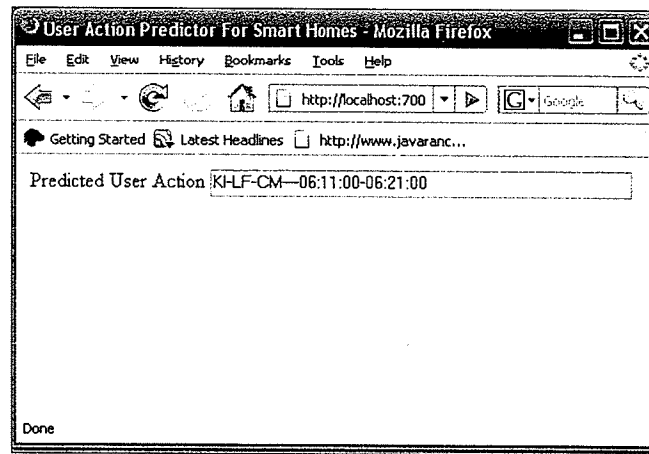 User Action Predictor For Smart Homes - Mozilla Firefox
File Edit View History Bookmarks Tools Help
http://localhost:700 G Google
Getting Started Latest Headlines http://www.javaranc...
Predicted User Action KI-LF-CM—06:11:00-06:21:00
Done